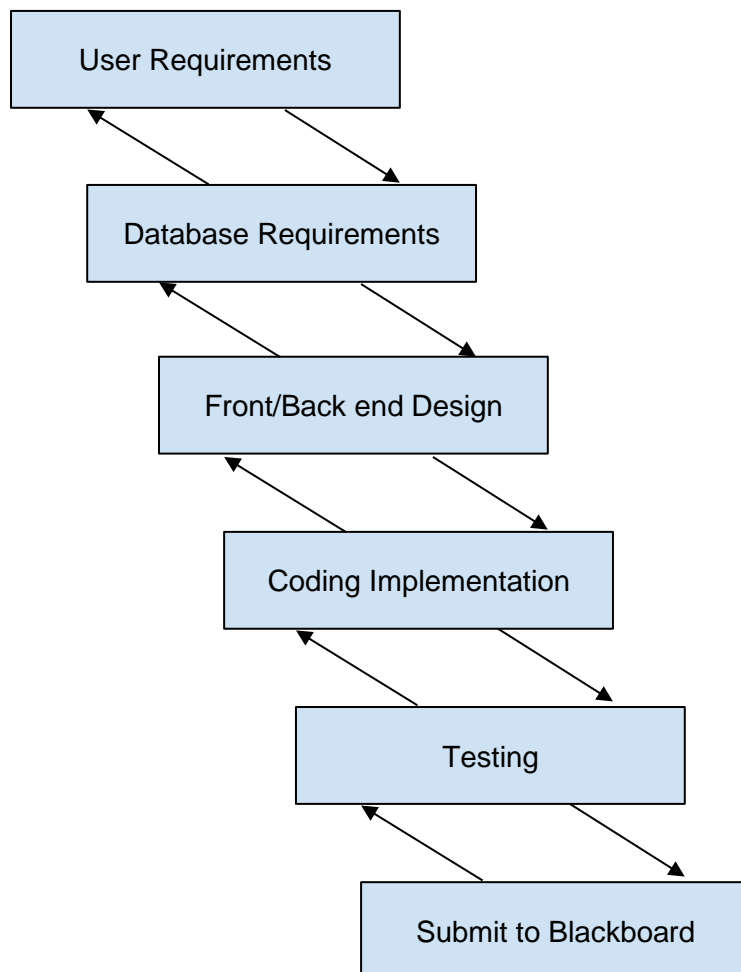 User Requirements
Database Requirements
Front/Back end Design
Coding Implementation
Testing
Submit to Blackboard